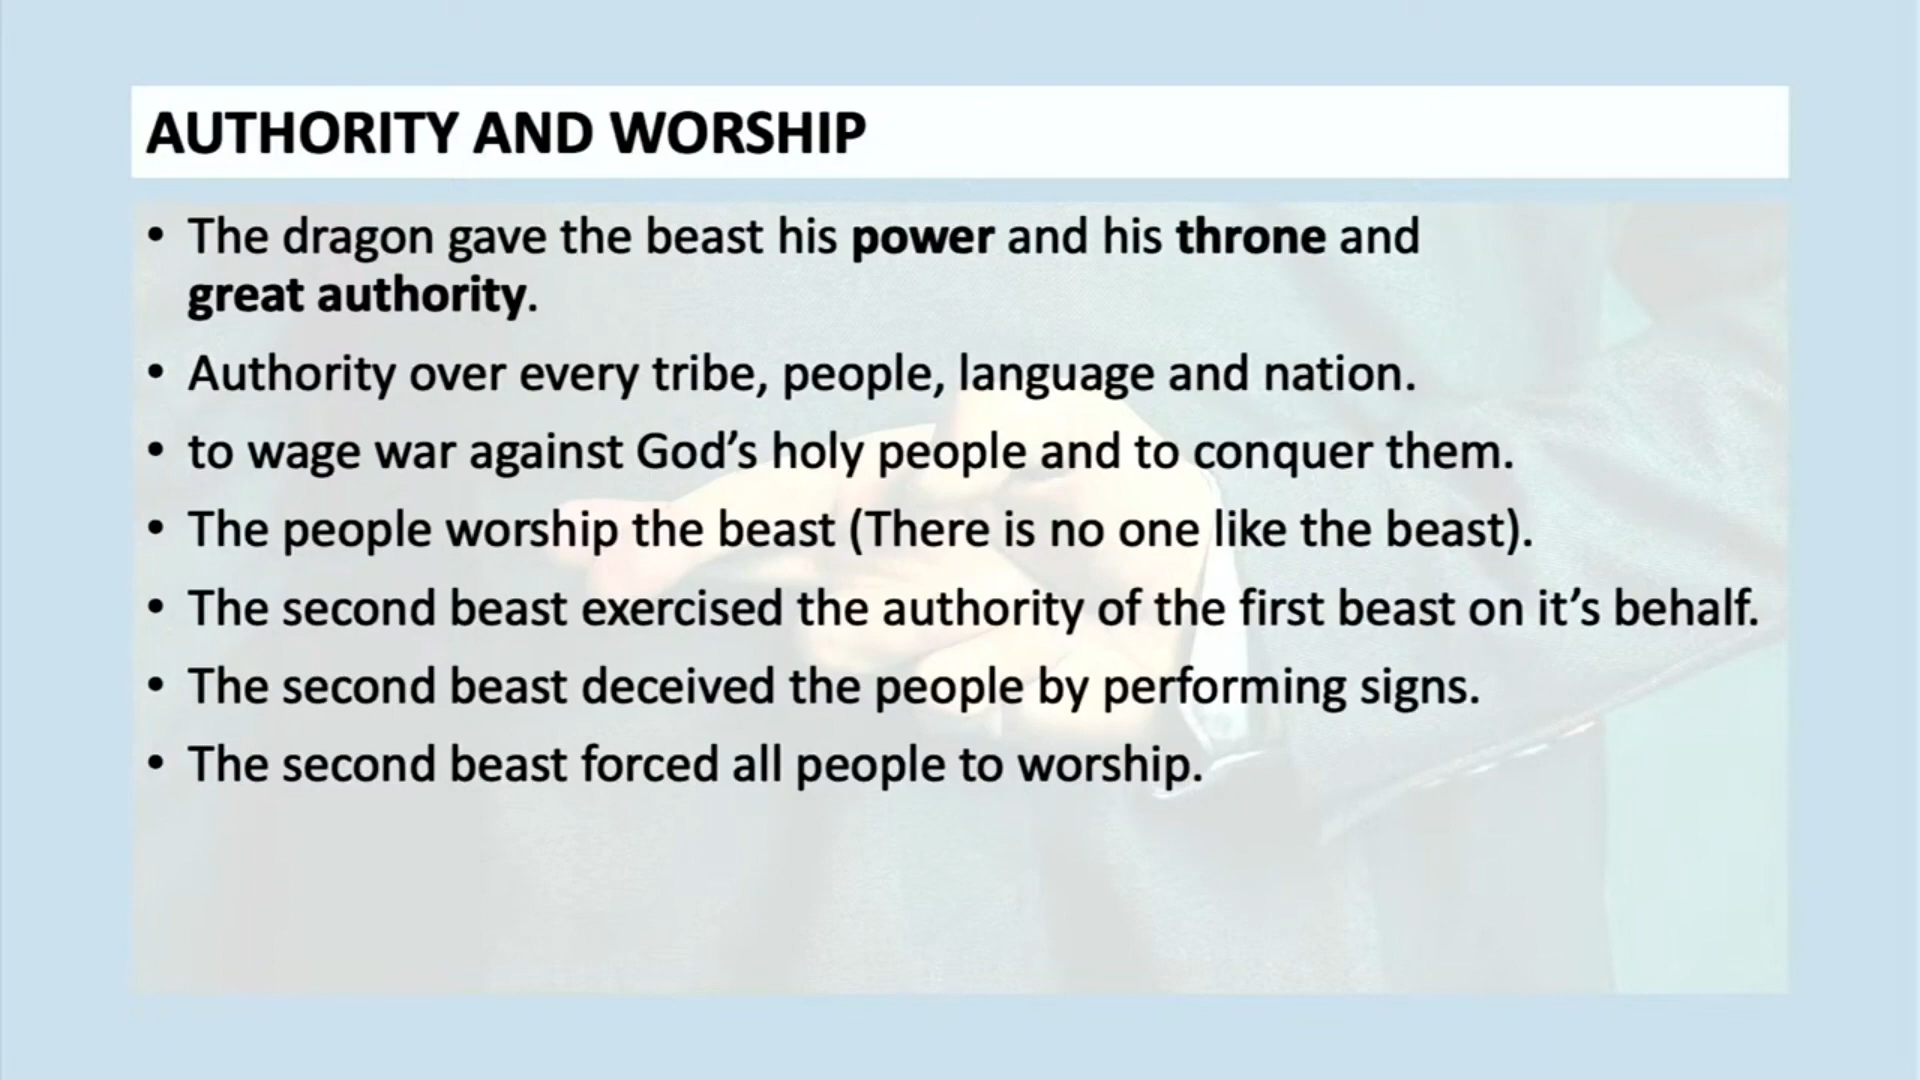 AUTHORITY AND WORSHIP
• The dragon gave the beast his power and his throne and
great authority.
• Authority over every tribe, people, language and nation.
• to wage war against God’s holy people and to conquer them.
• The people worship the beast (There is no one like the beast).
• The second beast exercised the authority of the first beast on it’s behalf.
• The second beast deceived the people by performing signs.
• The second beast forced all people to worship.